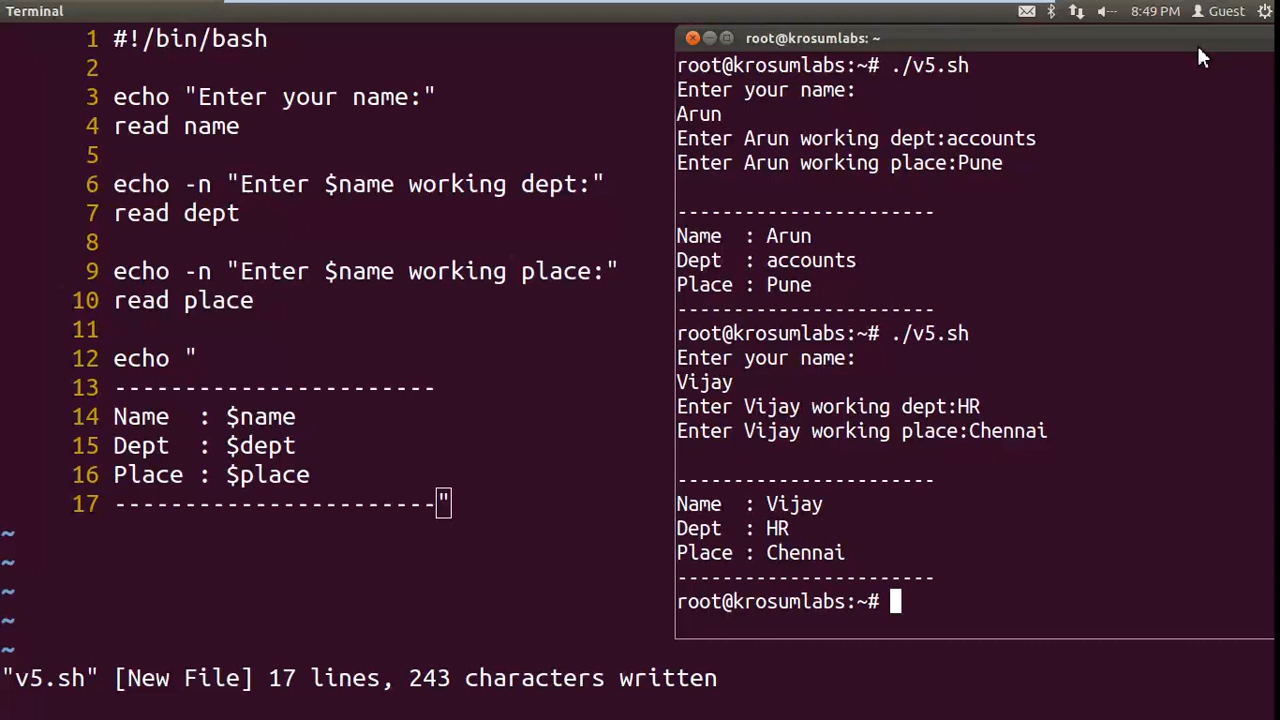 Terminal
8:49 PM Guest
1 #!/bin/bash
2
3 echo "Enter your name:"
4 read name
5
6 echo -n "Enter $name working dept:"
7 read dept
8
9 echo -n "Enter $name working place:"
10 read place
11
12 echo "
13 -----------------------
14 Name  : $name
15 Dept  : $dept
16 Place : $place
17 -----------------------"
~
~
~
~
~
"v5.sh" [New File] 17 lines, 243 characters written
root@krosumlabs: ~
root@krosumlabs:~# ./v5.sh
Enter your name:
Arun
Enter Arun working dept:accounts
Enter Arun working place:Pune

-----------------------
Name  : Arun
Dept  : accounts
Place : Pune
-----------------------
root@krosumlabs:~# ./v5.sh
Enter your name:
Vijay
Enter Vijay working dept:HR
Enter Vijay working place:Chennai

-----------------------
Name  : Vijay
Dept  : HR
Place : Chennai
-----------------------
root@krosumlabs:~#